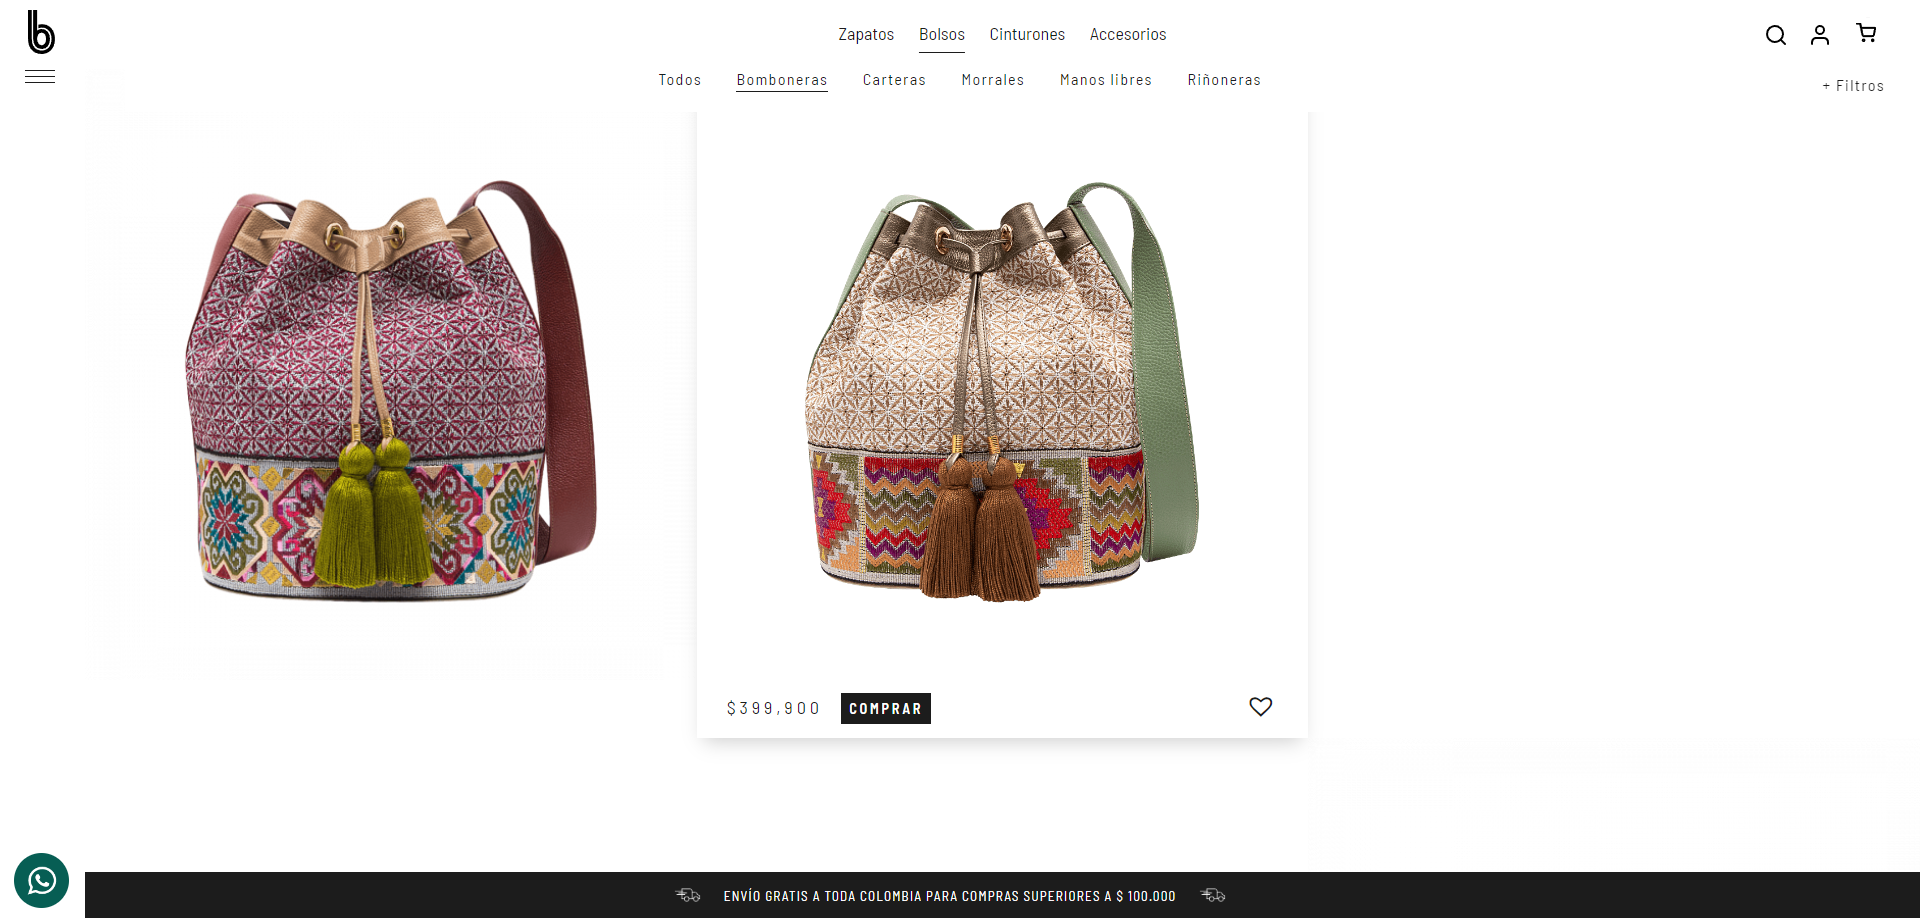 b
Zapatos Bolsos Cinturones Accesorios
Todos Bomboneras Carteras Morrales Manos libres Riñoneras
+ Filtros
$399,900 COMPRAR
ENVÍO GRATIS A TODA COLOMBIA PARA COMPRAS SUPERIORES A $ 100.000